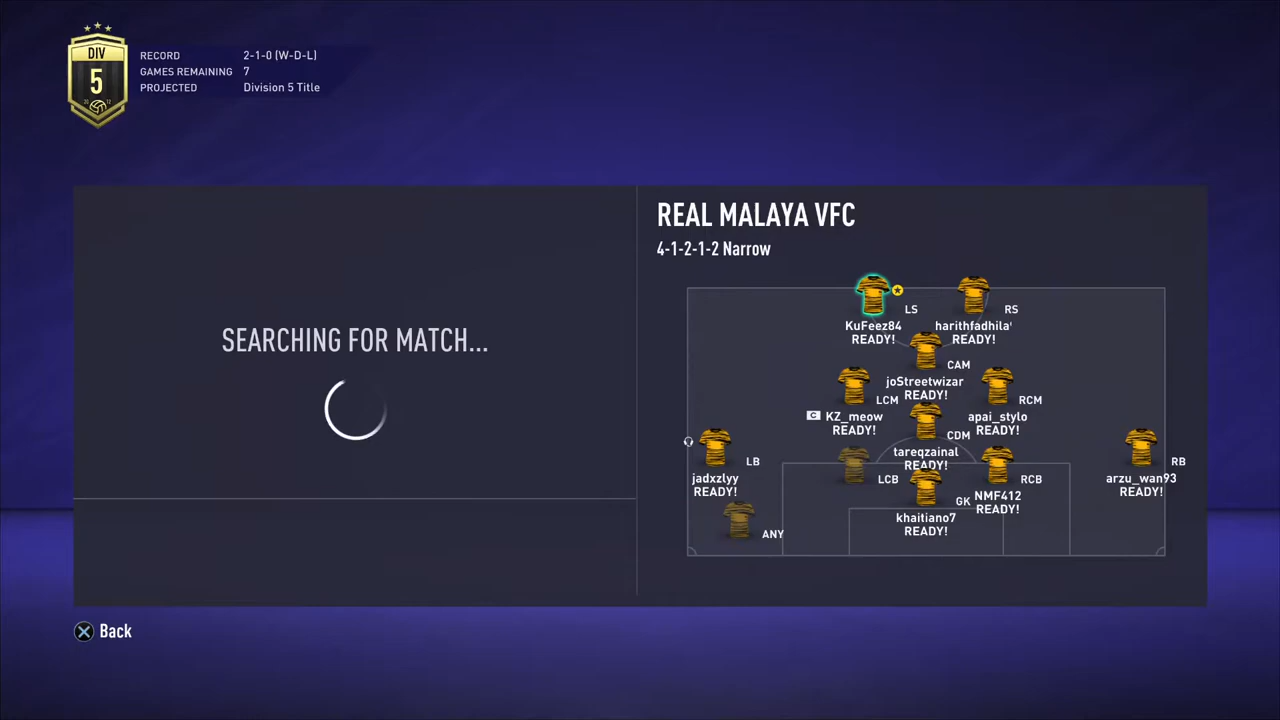 DIV
5
RECORD 2-1-0 (W-D-L)
GAMES REMAINING 7
PROJECTED Division 5 Title
SEARCHING FOR MATCH...
REAL MALAYA VFC
4-1-2-1-2 Narrow
LS
KuFeez84
READY!
RS
harithfadhila'
READY!
CAM
joStreetwizar
READY!
LCM
C KZ_meow
READY!
RCM
apai_stylo
READY!
CDM
tareqzainal
READY!
LB
jadxzlyy
READY!
LCB
RCB
NMF412
READY!
RB
arzu_wan93
READY!
GK
khaitiano7
READY!
ANY
Back